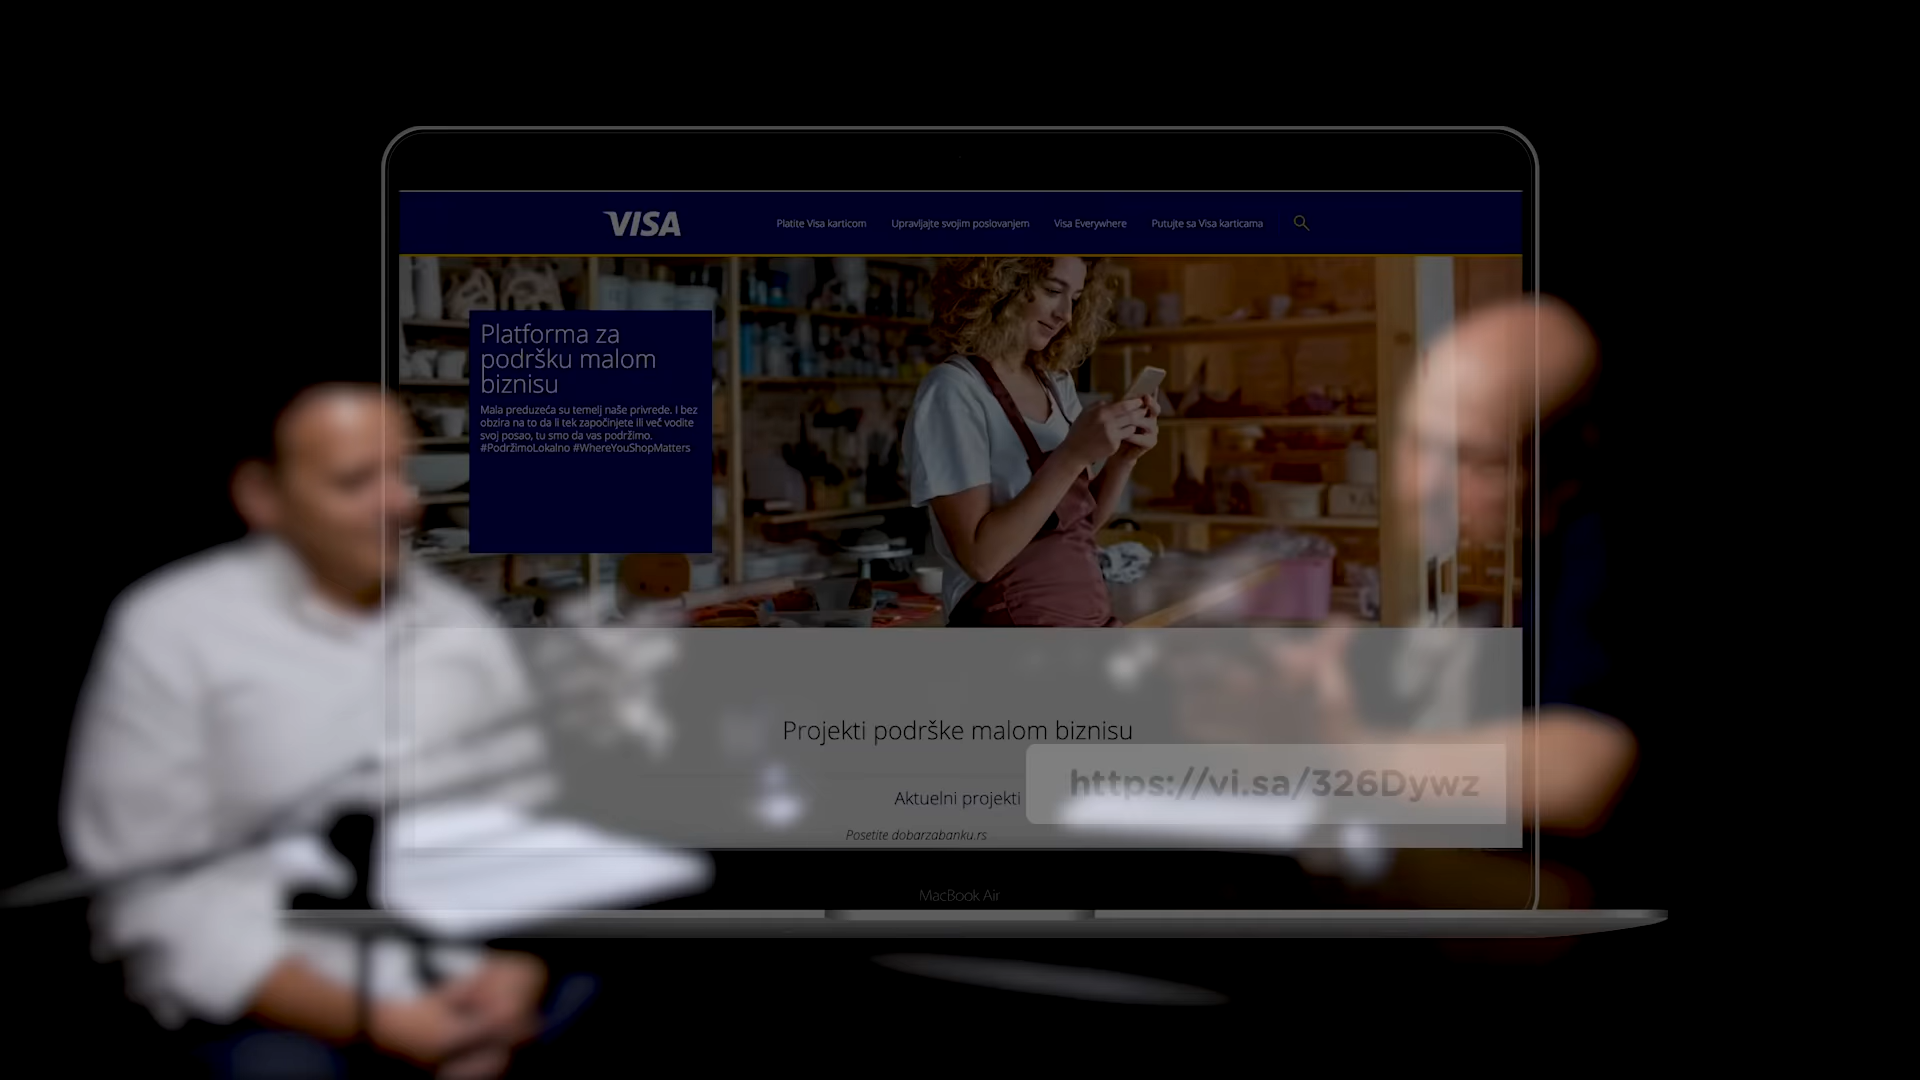 VISA
Platite Visa karticom
Upravljajte svojim poslovanjem
Visa Everywhere
Putujte sa Visa karticama
Platforma za
podršku malom
biznisu
Mala preduzeća su temelj naše privrede. I bez
obzira na to da li tek započinjete ili več vodite
svoj posao, tu smo da vas podržimo.
#PodržimoLokalno #WhereYouShopMatters
Projekti podrške malom biznisu
Aktuelni projekti
https://vi.sa/326Dywz
Posetite dobarzabanku.rs
MacBook Air